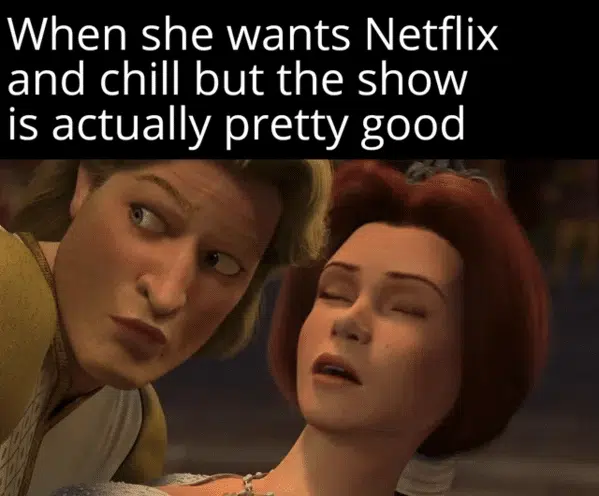 When she wants Netflix
and chill but the show
is actually pretty good